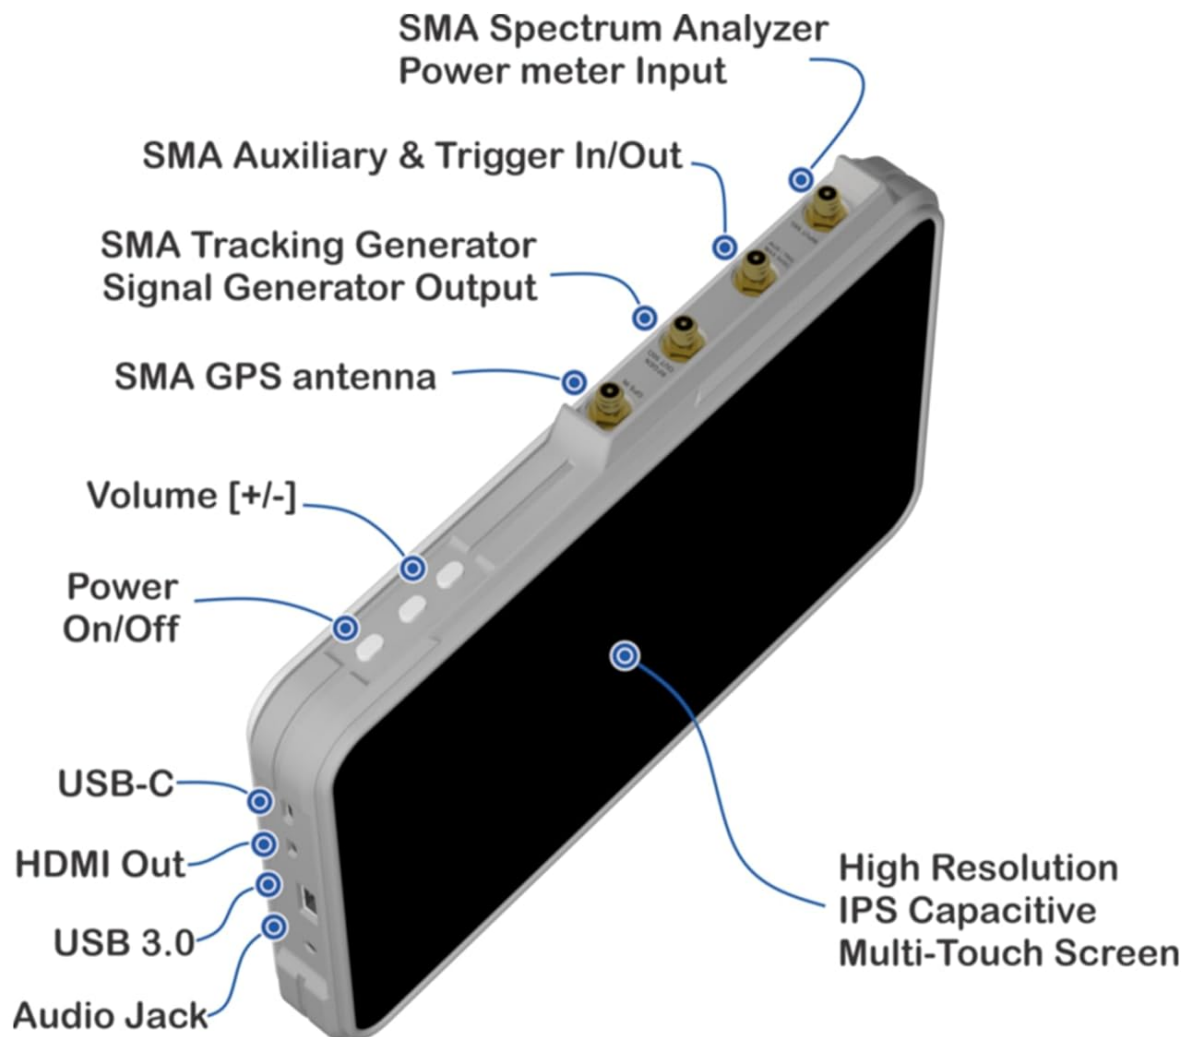 SMA Spectrum Analyzer
Power meter Input
SMA Auxiliary & Trigger In/Out
SMA Tracking Generator
Signal Generator Output
SMA GPS antenna
Volume [+/-]
Power
On/Off
USB-C
HDMI Out
USB 3.0
Audio Jack
High Resolution
IPS Capacitive
Multi-Touch Screen
GPS IN